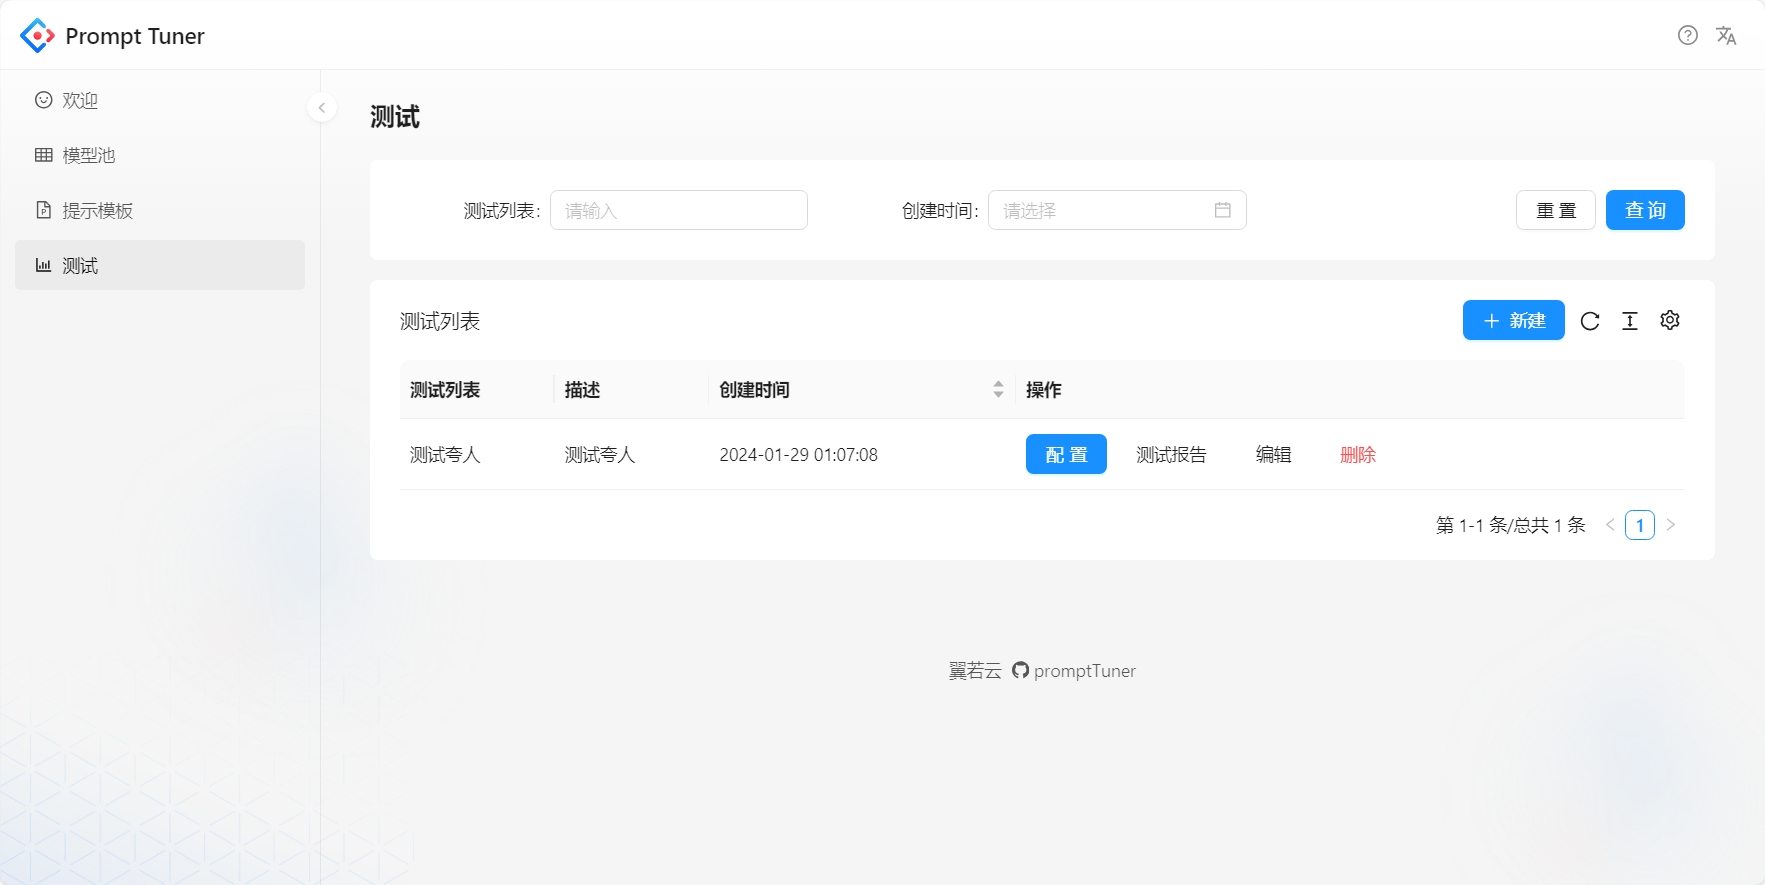 Prompt Tuner
欢迎
模型池
提示模板
测试
测试
测试列表: 请输入 创建时间: 请选择 重 置 查 询
测试列表 新建
测试列表 描述 创建时间 操作
测试夸人 测试夸人 2024-01-29 01:07:08 配 置 测试报告 编辑 删除
第 1-1 条/总共 1 条 1
翼若云 promptTuner